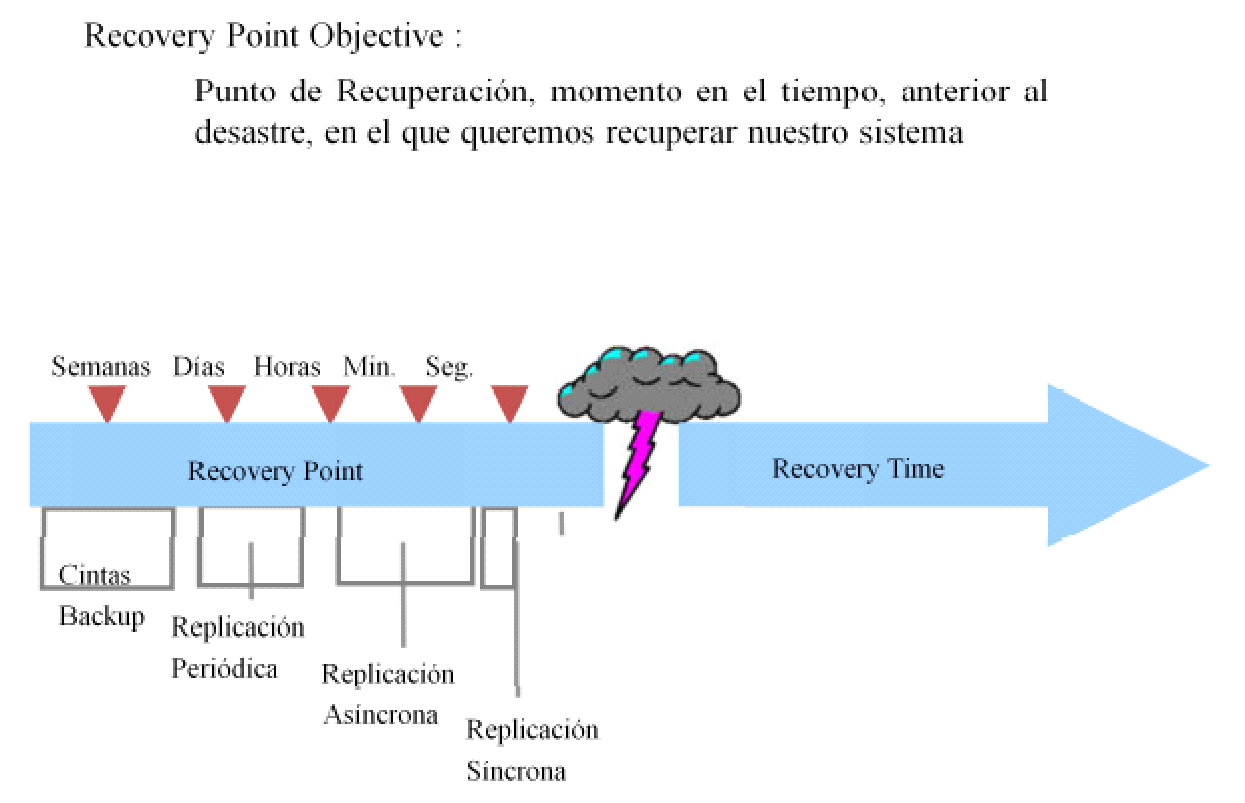 Recovery Point Objective :
Punto de Recuperación, momento en el tiempo, anterior al
desastre, en el que queremos recuperar nuestro sistema
Semanas Días Horas Min. Seg.
Recovery Point
Recovery Time
Cintas
Backup
Replicación
Periódica
Replicación
Asíncrona
Replicación
Síncrona